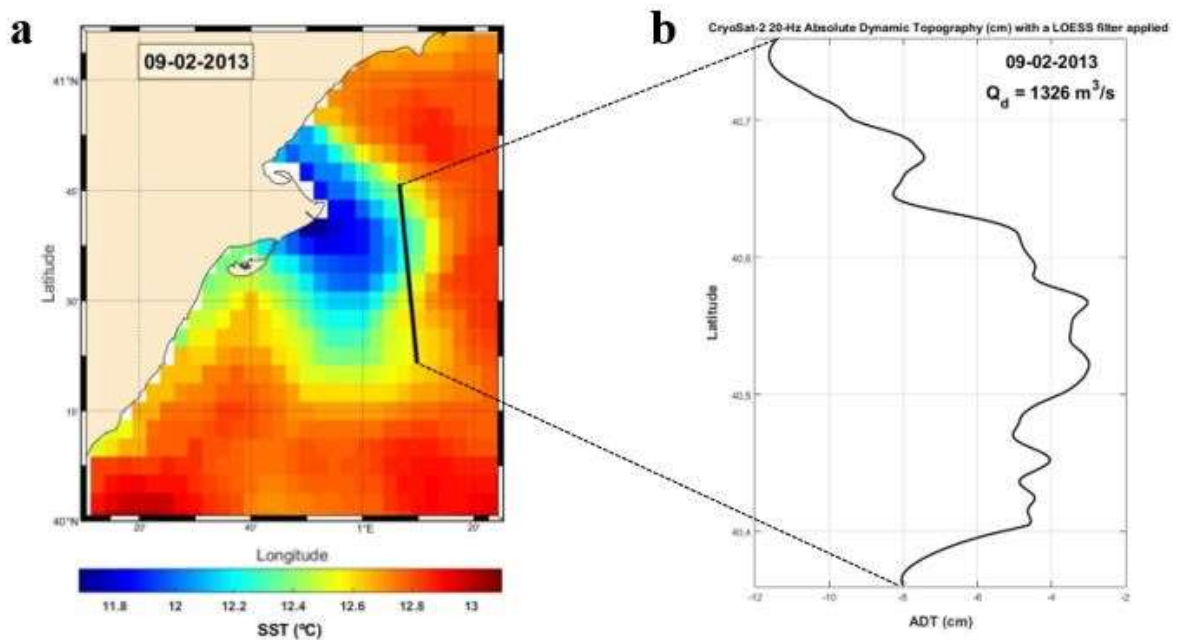 a
09-02-2013
41°N
45'
30'
15'
40°N
20'
40'
1°E
20'
Latitude
Longitude
11.8 12 12.2 12.4 12.6 12.8 13
SST (ºC)
b
CryoSat-2 20-Hz Absolute Dynamic Topography (cm) with a LOESS filter applied
09-02-2013
Q_d = 1326 m³/s
40,7
40,6
40,5
40,4
Latitude
-12 -10 -8 -6 -4 -2
ADT (cm)